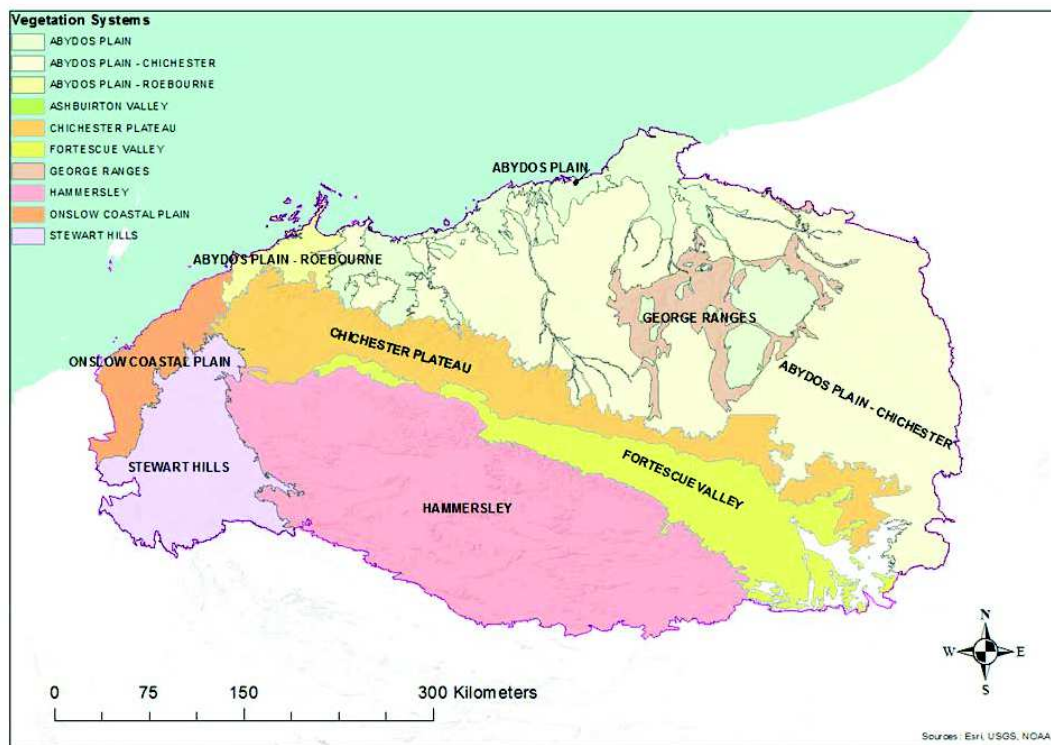 Vegetation Systems
ABYDOS PLAIN
ABYDOS PLAIN - CHICHESTER
ABYDOS PLAIN - ROEBOURNE
ASHBUIRTON VALLEY
CHICHESTER PLATEAU
FORTESCUE VALLEY
GEORGE RANGES
HAMMERSLEY
ONSLOW COASTAL PLAIN
STEWART HILLS
ABYDOS PLAIN
ABYDOS PLAIN - ROEBOURNE
GEORGE RANGES
CHICHESTER PLATEAU
ONSLOW COASTAL PLAIN
ABYDOS PLAIN - CHICHESTER
STEWART HILLS
FORTESCUE VALLEY
HAMMERSLEY
N
W E
S
0 75 150 300 Kilometers
Sources: Esri, USGS, NOAA